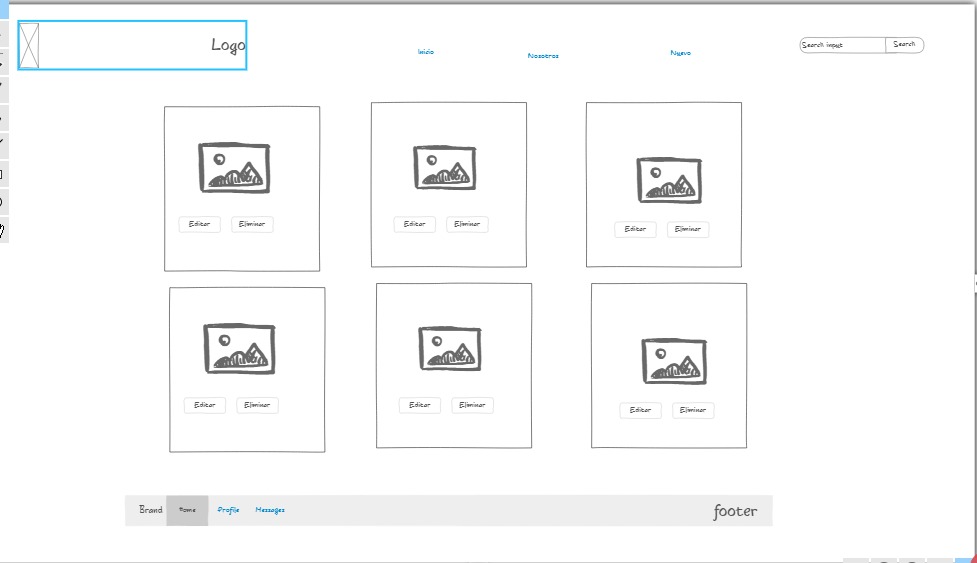 Logo
Inicio
Nosotros
Nuevo
Search input
Search
Editar
Eliminar
Editar
Eliminar
Editar
Eliminar
Editar
Eliminar
Editar
Eliminar
Editar
Eliminar
Brand
Home
Profile
Messages
footer